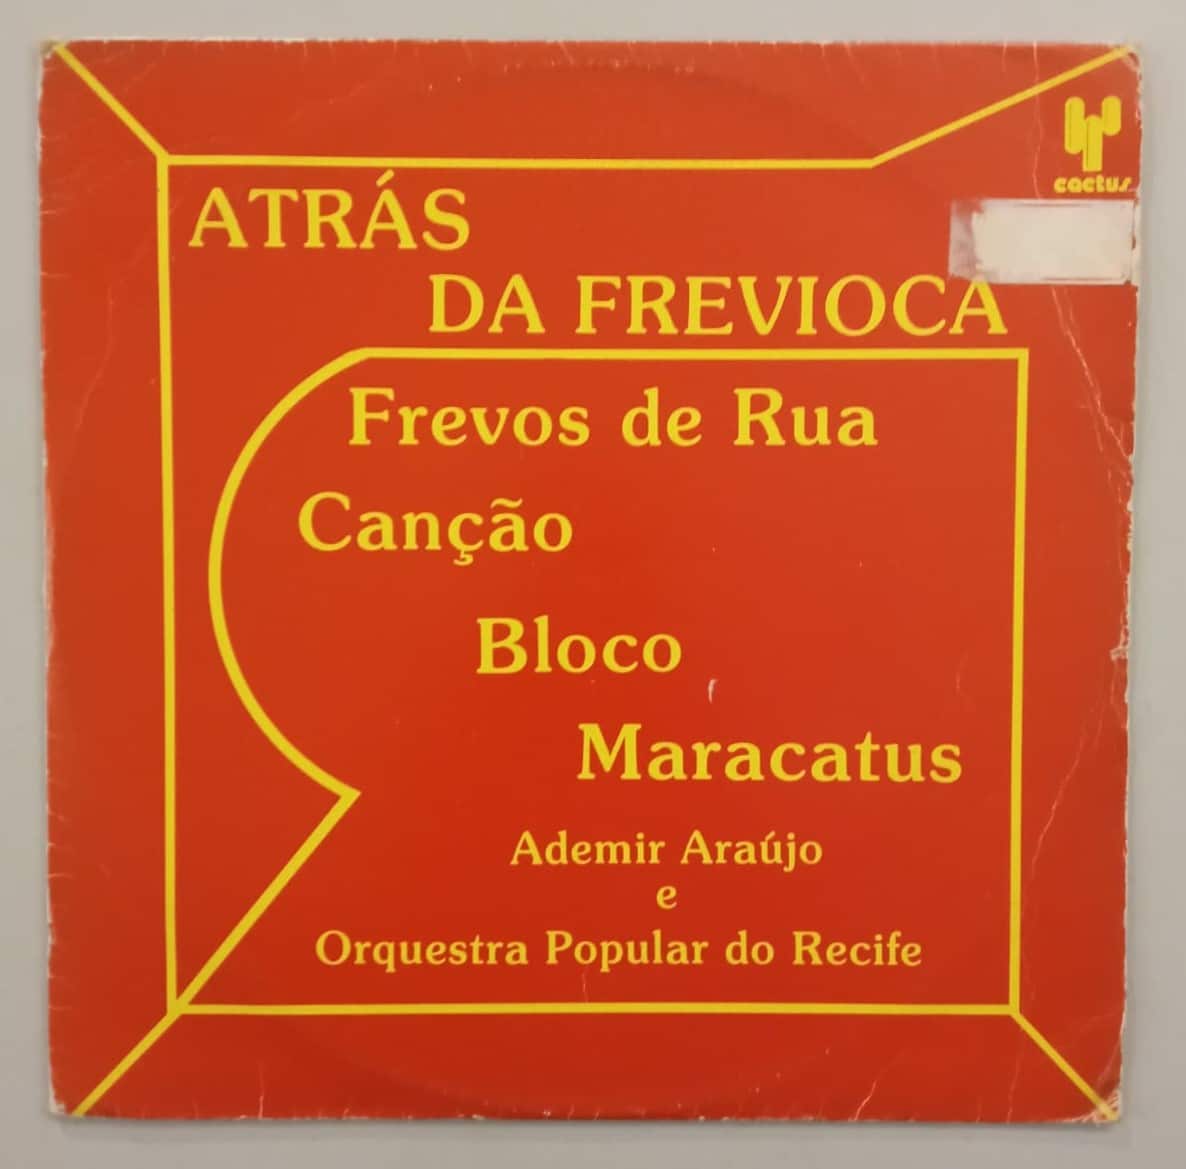 cactus
ATRÁS
DA FREVIOCA
Frevos de Rua
Canção
Bloco
Maracatus
Ademir Araújo
e
Orquestra Popular do Recife